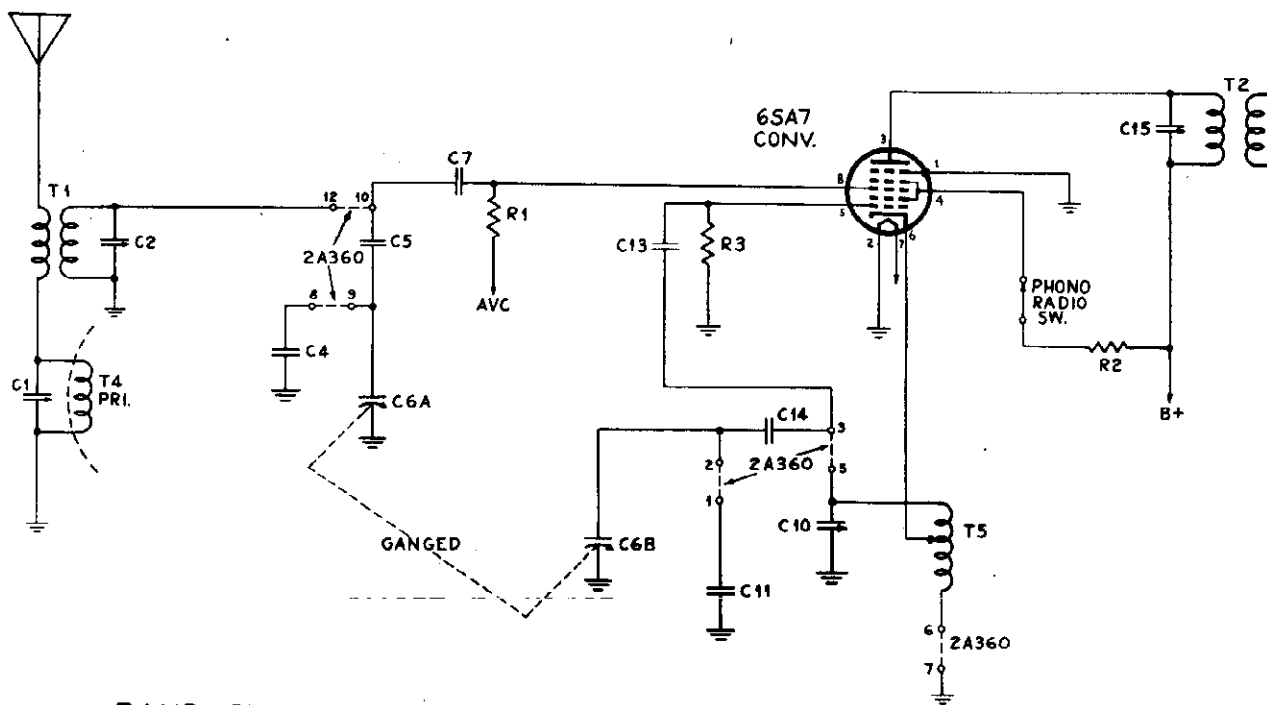 T2
6SA7
CONV.
3
C15
C7
8
1
T1
12
10
5
4
R1
2
7
6
C2
C5
2A360
C13
R3
8
9
AVC
PHONO
RADIO
SW.
C4
R2
C1
T4
PRI.
C6A
C14
B+
3
2
2A360
5
1
C10
T5
GANGED
C6B
C11
6
2A360
7